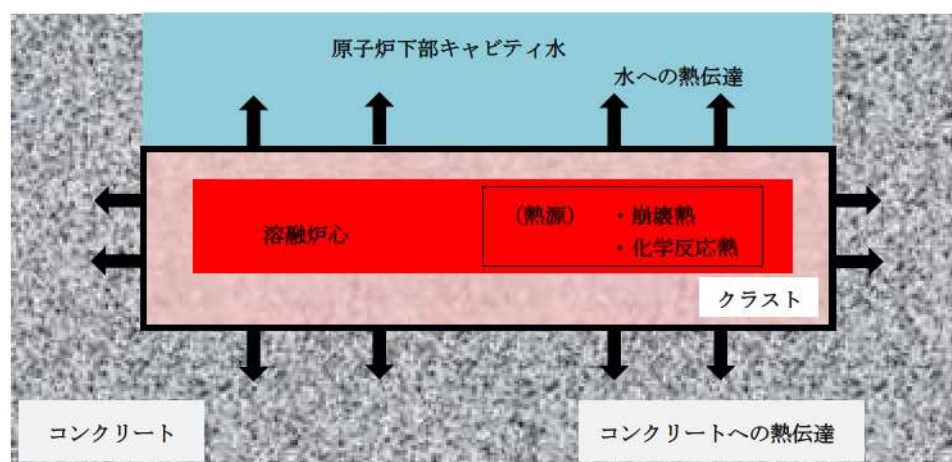 原子炉下部キャビティ水
水への熱伝達
(熱源) ・崩壊熱
溶融炉心
・化学反応熱
クラスト
コンクリート
コンクリートへの熱伝達